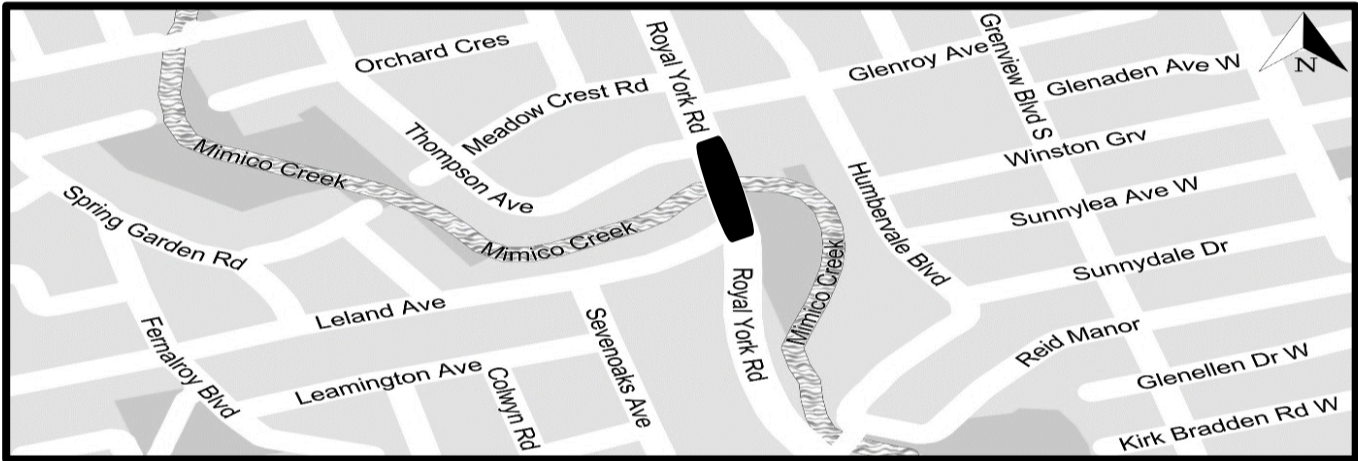 Orchard Cres
Royal York Rd
Glenroy Ave
Grenview Blvd S
Glenaden Ave W
N
Meadow Crest Rd
Thompson Ave
Mimico Creek
Winston Grv
Humbervale Blvd
Spring Garden Rd
Mimico Creek
Sunnylea Ave W
Mimico Creek
Sunnydale Dr
Royal York Rd
Leland Ave
Sevenoaks Ave
Fernalroy Blvd
Reid Manor
Leamington Ave
Colwyn Rd
Glenellen Dr W
Kirk Bradden Rd W